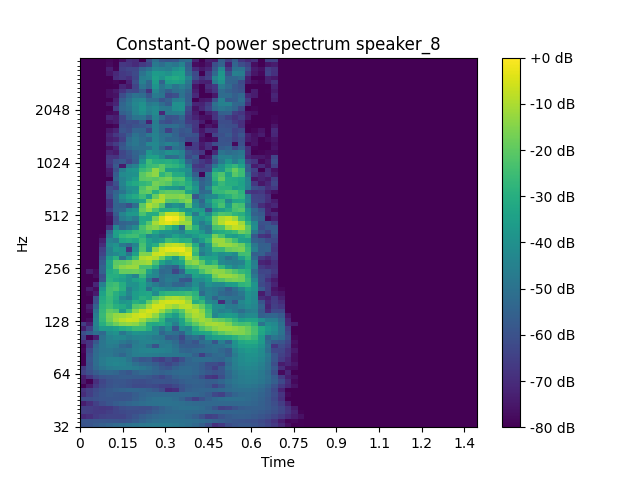 Constant-Q power spectrum speaker_8
Hz
2048
1024
512
256
128
64
32
0 0.15 0.3 0.45 0.6 0.75 0.9 1.1 1.2 1.4
Time
+0 dB
-10 dB
-20 dB
-30 dB
-40 dB
-50 dB
-60 dB
-70 dB
-80 dB